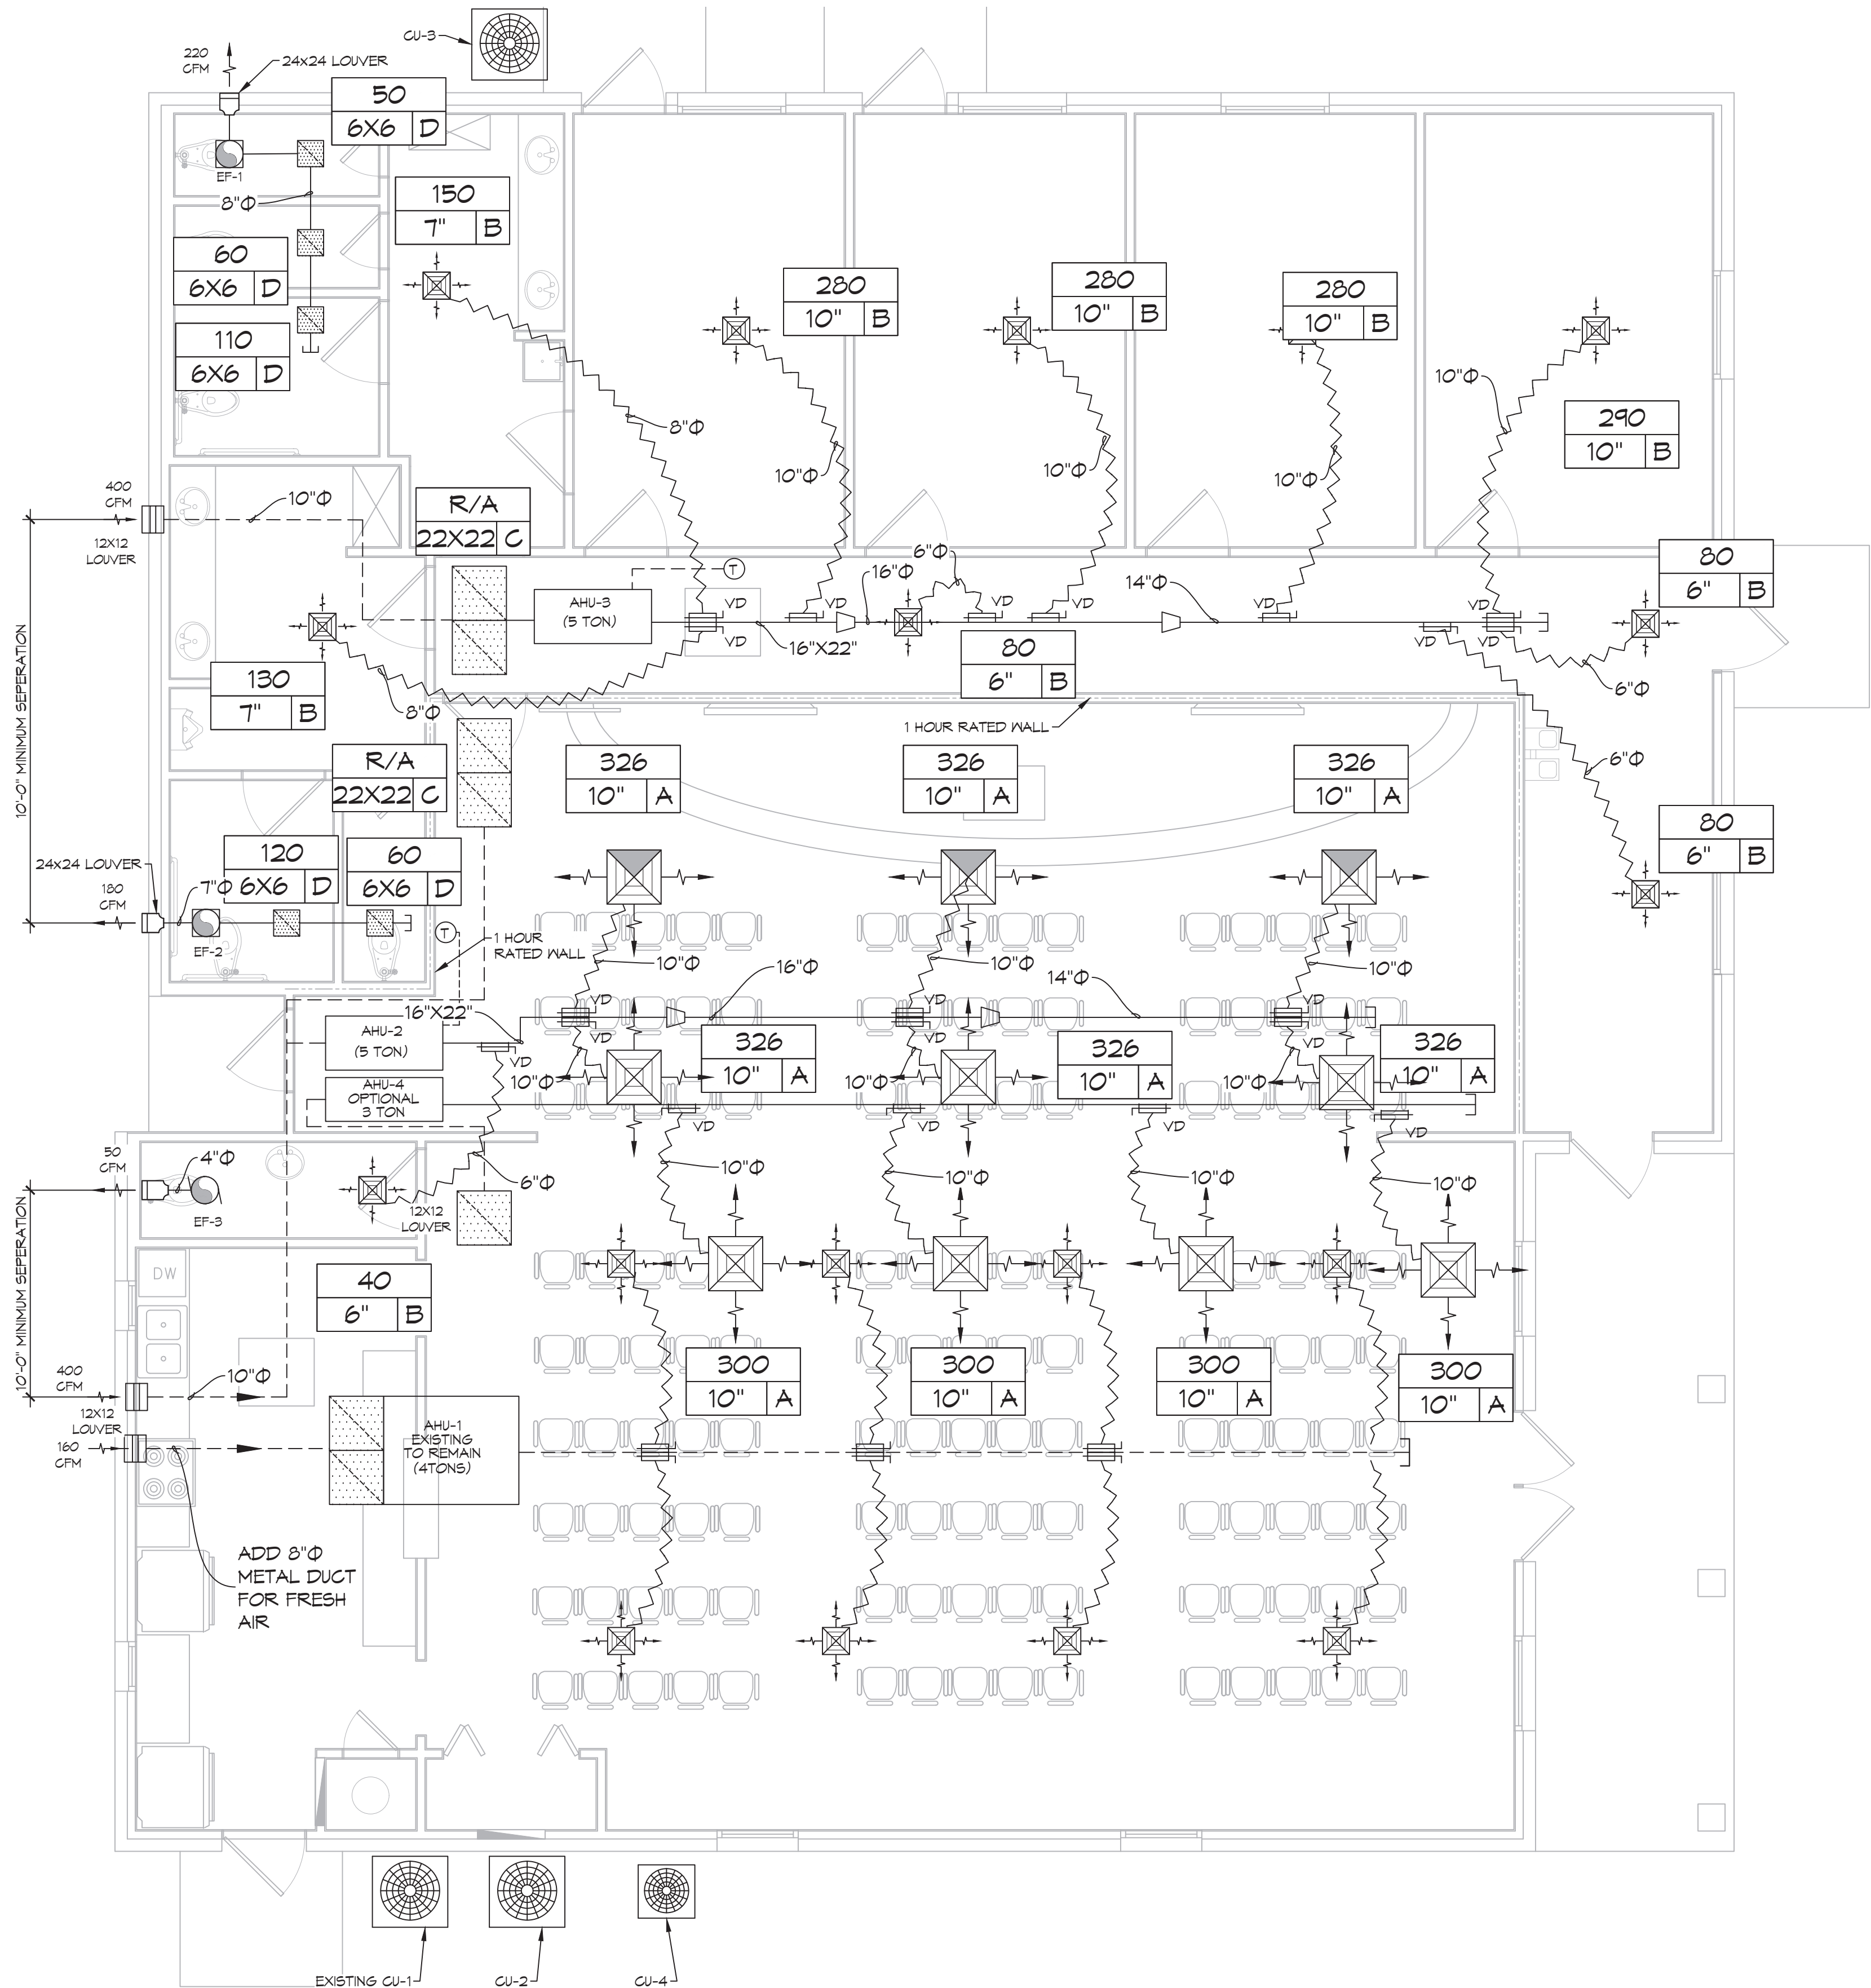 CU-3
220
CFM
24x24 LOUVER
50
6X6 D
EF-1
8"Φ
150
7" B
60
6X6 D
110
6X6 D
280
10" B
280
10" B
280
10" B
290
10" B
8"Φ
10"Φ
10"Φ
10"Φ
10"Φ
400
CFM
12X12
LOUVER
10"Φ
R/A
22X22 C
AHU-3
(5 TON)
T
VD
VD
16"X22"
VD
16"Φ
6"Φ
VD
VD
14"Φ
VD
VD
VD
VD
80
6" B
80
6" B
6"Φ
10'-0" MINIMUM SEPERATION
130
7" B
8"Φ
1 HOUR RATED WALL
R/A
22X22 C
326
10" A
326
10" A
326
10" A
6"Φ
80
6" B
24x24 LOUVER
180
CFM
7"Φ
120
6X6 D
60
6X6 D
EF-2
T
1 HOUR
RATED WALL
10"Φ
16"Φ
10"Φ
14"Φ
10"Φ
16"X22"
AHU-2
(5 TON)
VD
VD
VD
VD
VD
VD
VD
326
10" A
326
10" A
326
10" A
10"Φ
10"Φ
10"Φ
AHU-4
OPTIONAL
3 TON
VD
VD
VD
VD
50
CFM
4"Φ
EF-3
6"Φ
12X12
LOUVER
10"Φ
10"Φ
10"Φ
10"Φ
10'-0" MINIMUM SEPERATION
DW
40
6" B
300
10" A
300
10" A
300
10" A
300
10" A
400
CFM
10"Φ
12X12
LOUVER
160
CFM
AHU-1
EXISTING
TO REMAIN
(4TONS)
ADD 8"Φ
METAL DUCT
FOR FRESH
AIR
EXISTING CU-1
CU-2
CU-4